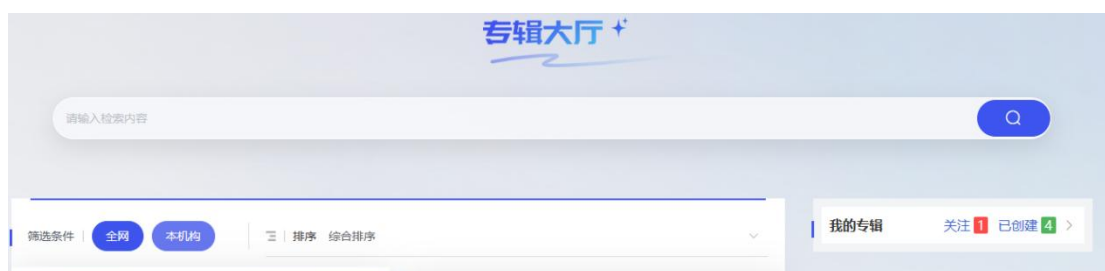 专辑大厅
请输入检索内容
筛选条件 全网 本机构 排序 综合排序
我的专辑 关注 1 已创建 4